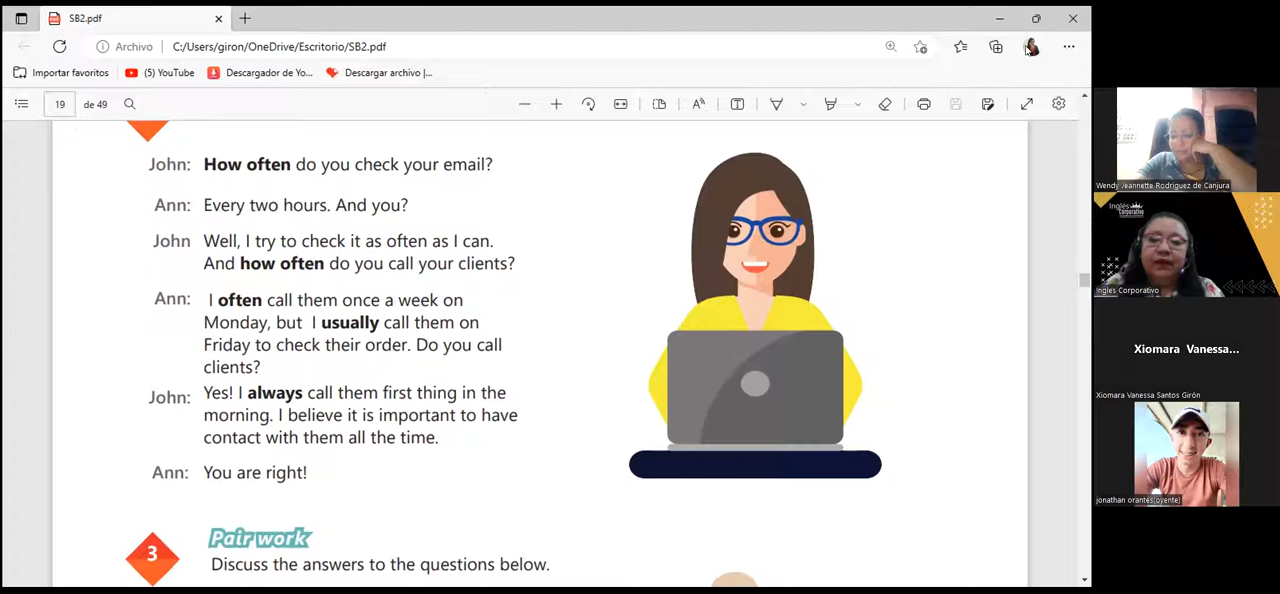 SB2.pdf
Archivo
C:/Users/giron/OneDrive/Escritorio/SB2.pdf
Importar favoritos
(5) YouTube
Descargador de Yo...
Descargar archivo |...
19
de 49
John: How often do you check your email?
Ann: Every two hours. And you?
John Well, I try to check it as often as I can.
And how often do you call your clients?
Ann: I often call them once a week on
Monday, but I usually call them on
Friday to check their order. Do you call
clients?
John: Yes! I always call them first thing in the
morning. I believe it is important to have
contact with them all the time.
Ann: You are right!
3
Pair work
Discuss the answers to the questions below.
Wendy Jeannette Rodriguez de Canjura
Inglés
Corporativo
Ingles Corporativo
Xiomara Vanessa...
Xiomara Vanessa Santos Girón
jonathan orantes(oyente)